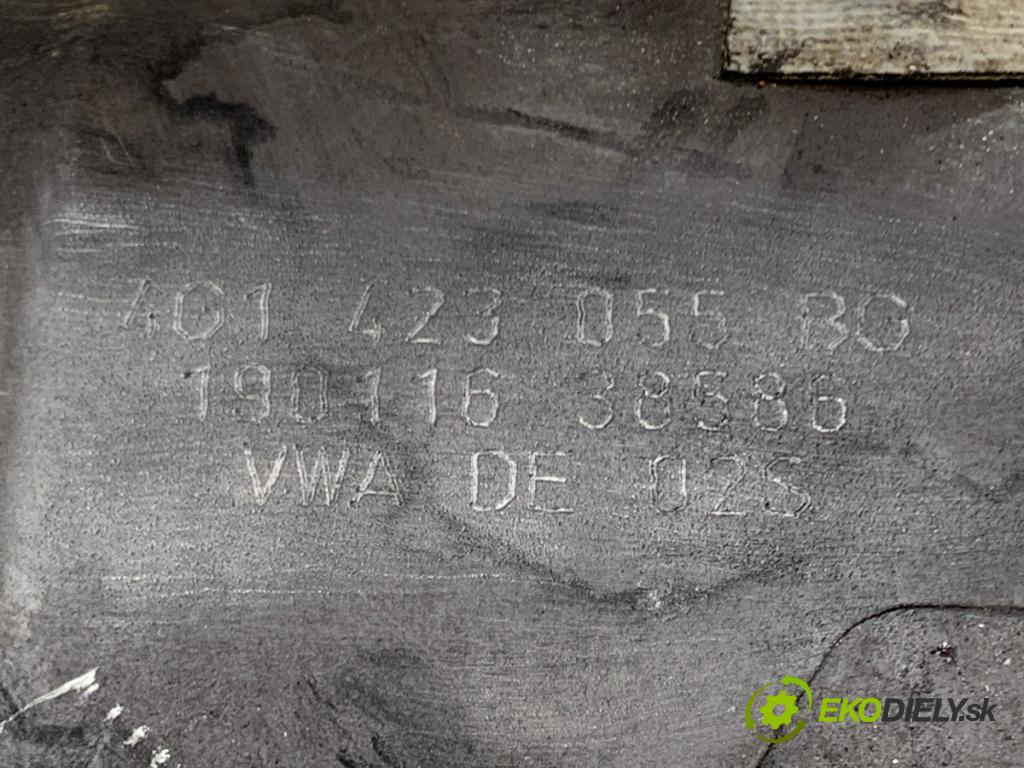 4G1 423 055 BG
190116 38586
VWA DE 02S
EKODIELY.sk